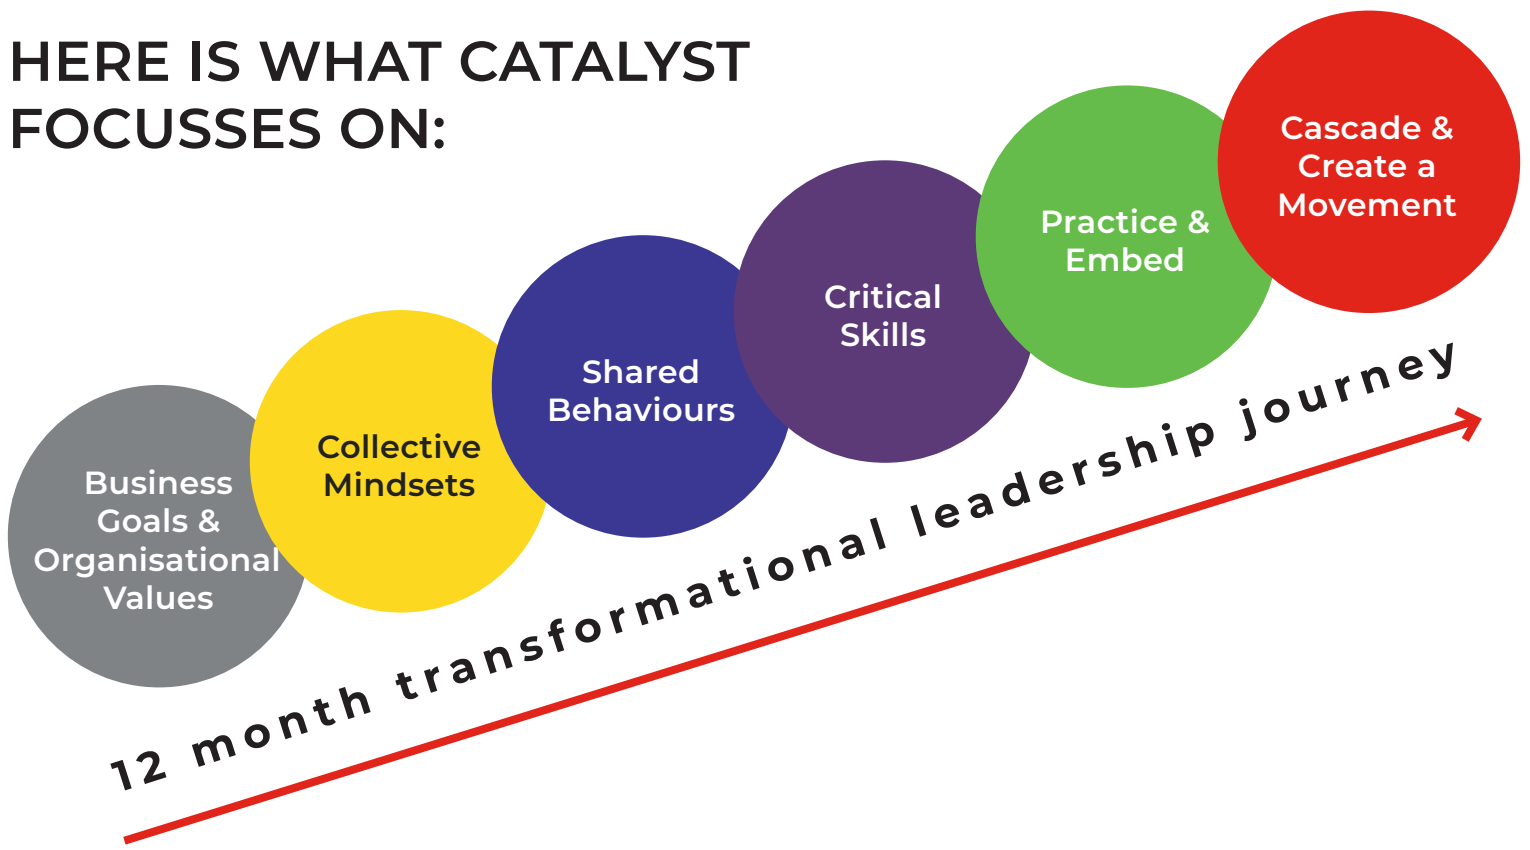 HERE IS WHAT CATALYST
FOCUSSES ON:
Business
Goals &
Organisational
Values
Collective
Mindsets
Shared
Behaviours
Critical
Skills
Practice &
Embed
Cascade &
Create a
Movement
12 month transformational leadership journey